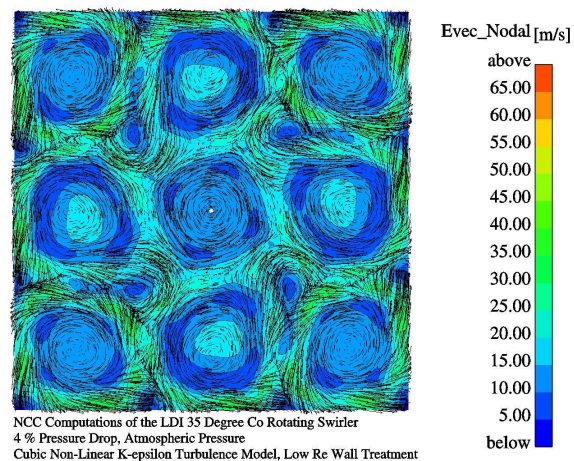 Evec_Nodal [m/s]
above
65.00
60.00
55.00
50.00
45.00
40.00
35.00
30.00
25.00
20.00
15.00
10.00
5.00
below
NCC Computations of the LDI 35 Degree Co Rotating Swirler
4 % Pressure Drop, Atmospheric Pressure
Cubic Non-Linear K-epsilon Turbulence Model, Low Re Wall Treatment